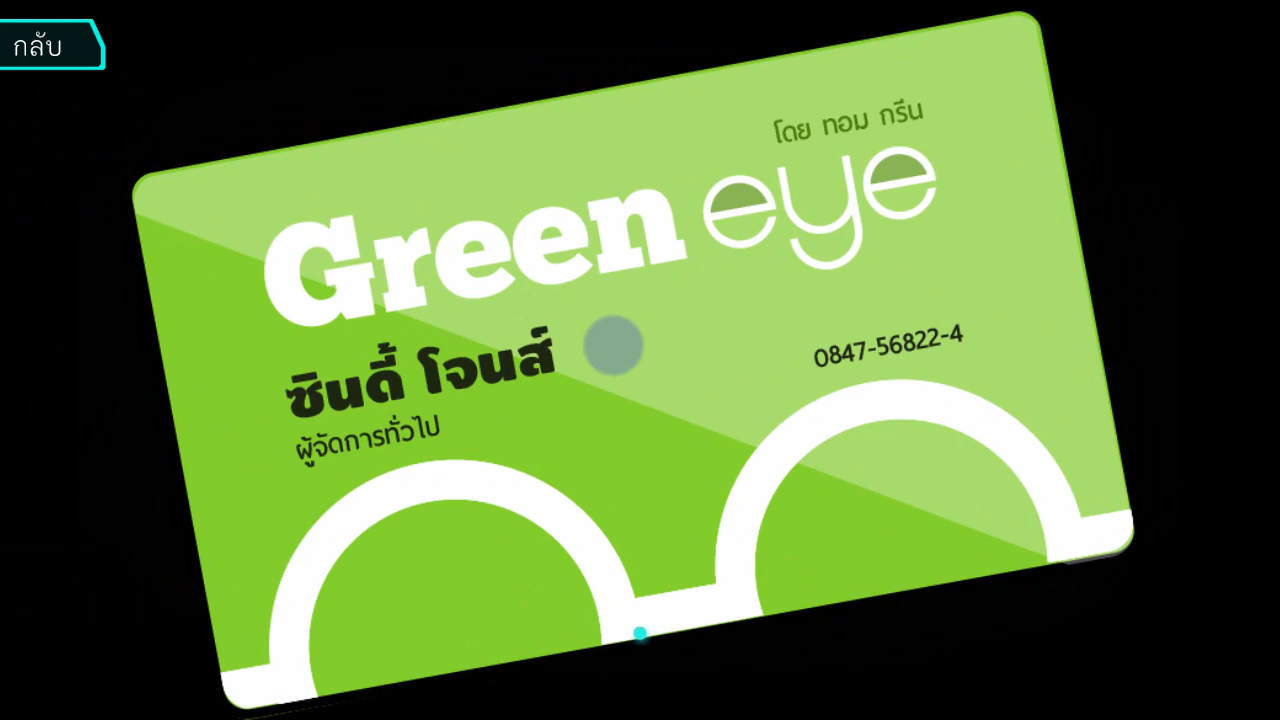 กลับ
โดย ทอม กรีน
Green eye
ซินดี้ โจนส์
0847-56822-4
ผู้จัดการทั่วไป